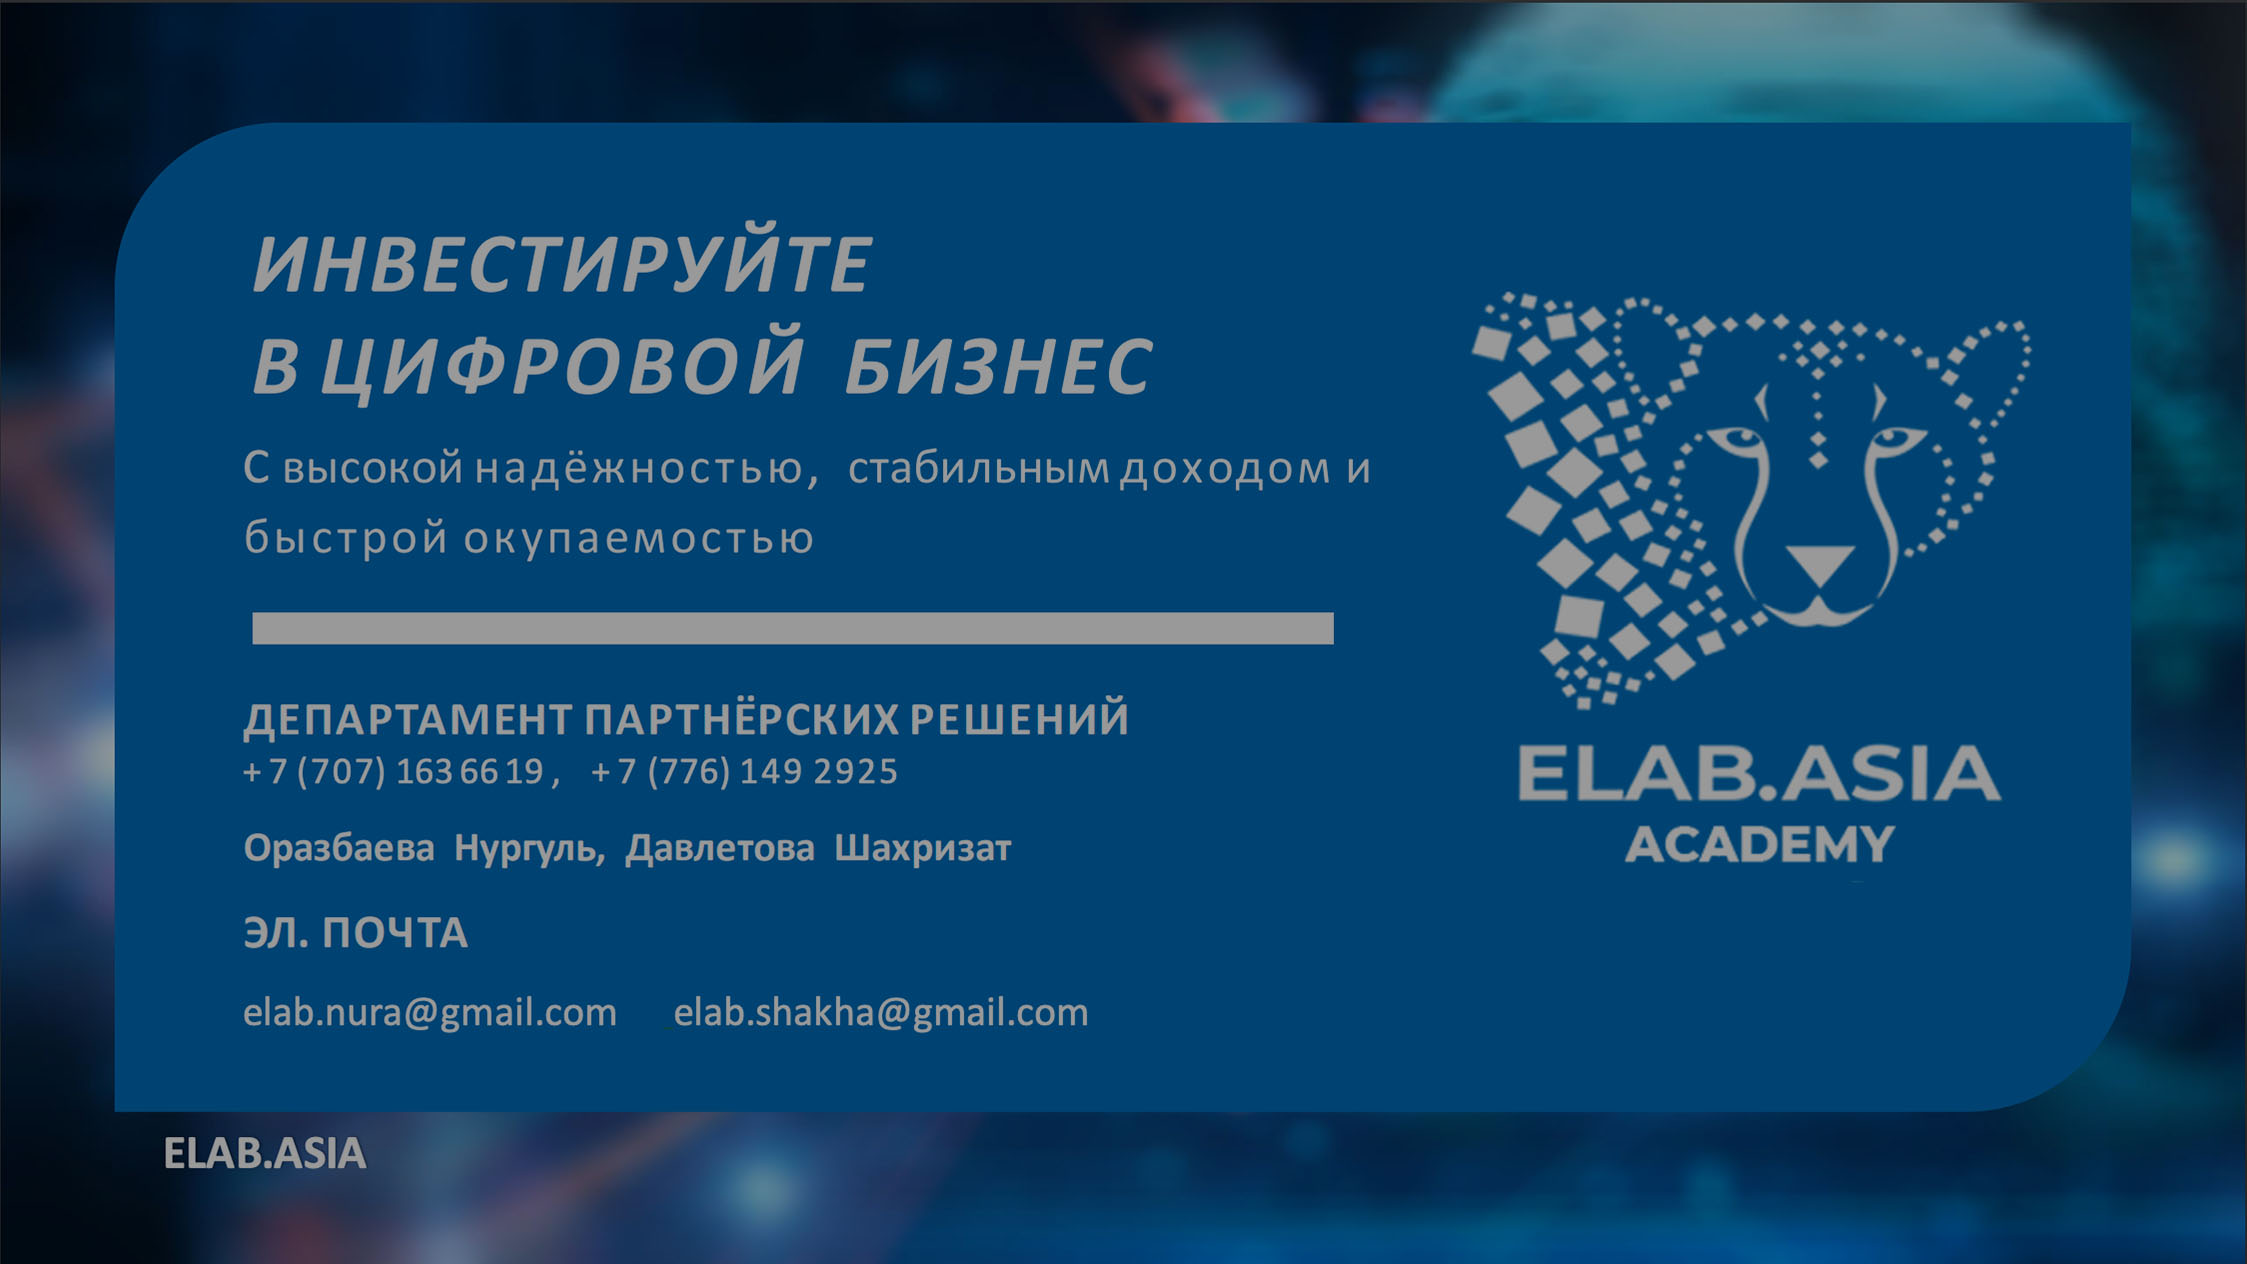 ИНВЕСТИРУЙТЕ
В ЦИФРОВОЙ БИЗНЕС
С высокой надёжностью, стабильным доходом и
быстрой окупаемостью
ДЕПАРТАМЕНТ ПАРТНЁРСКИХ РЕШЕНИЙ
+ 7 (707) 163 66 19 , + 7 (776) 149 2925
Оразбаева Нургуль, Давлетова Шахризат
ЭЛ. ПОЧТА
elab.nura@gmail.com elab.shakha@gmail.com
ELAB.ASIA
ACADEMY
ELAB.ASIA